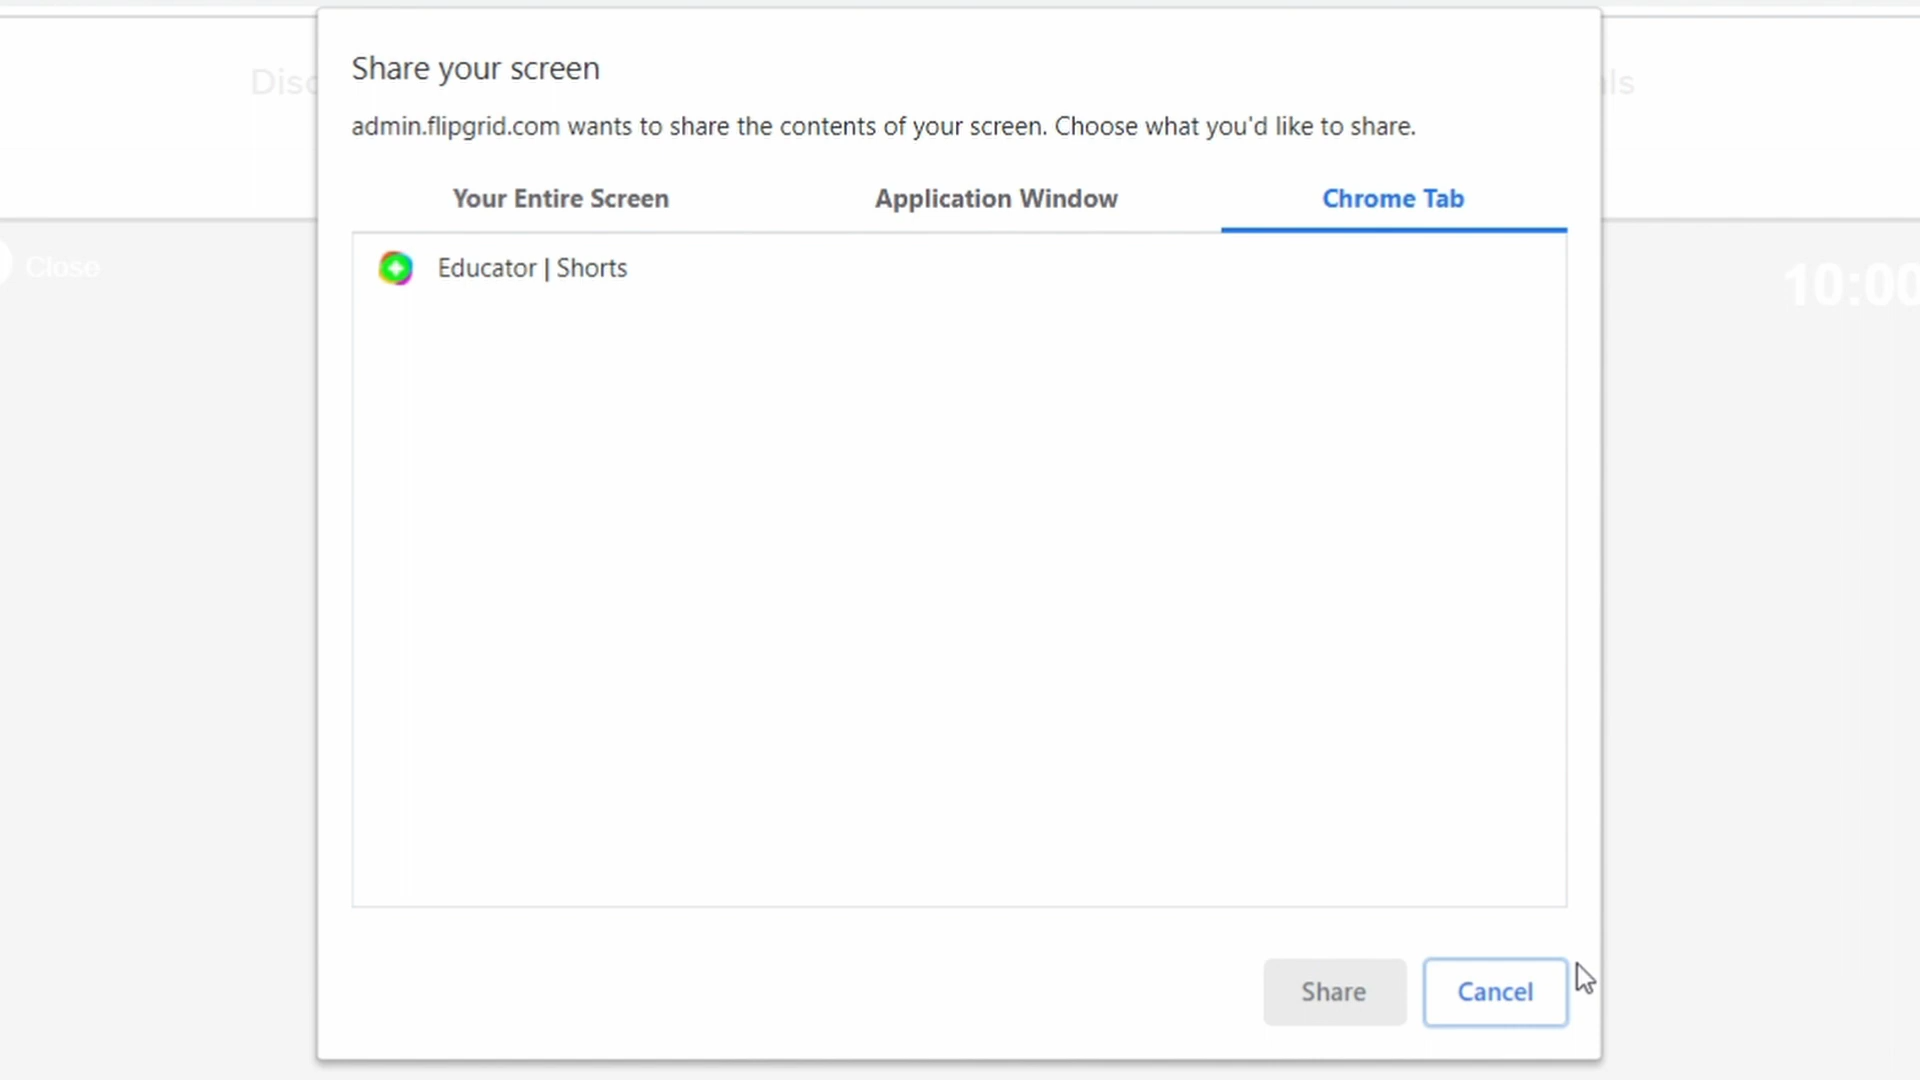 Share your screen
admin.flipgrid.com wants to share the contents of your screen. Choose what you'd like to share.
Your Entire Screen Application Window Chrome Tab
Educator | Shorts
Close
10:00
Share Cancel